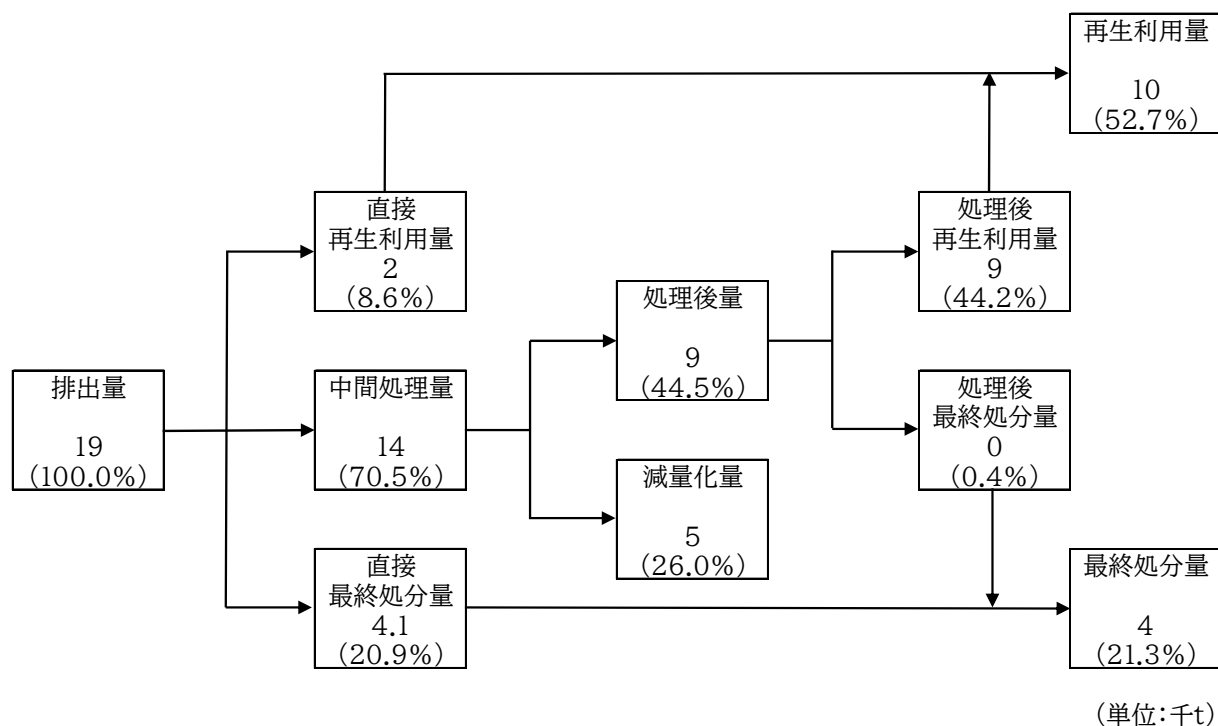 再生利用量
10
(52.7%)
直接
再生利用量
2
(8.6%)
処理後
再生利用量
9
(44.2%)
処理後量
9
(44.5%)
排出量
19
(100.0%)
中間処理量
14
(70.5%)
処理後
最終処分量
0
(0.4%)
減量化量
5
(26.0%)
直接
最終処分量
4.1
(20.9%)
最終処分量
4
(21.3%)
(単位:千t)